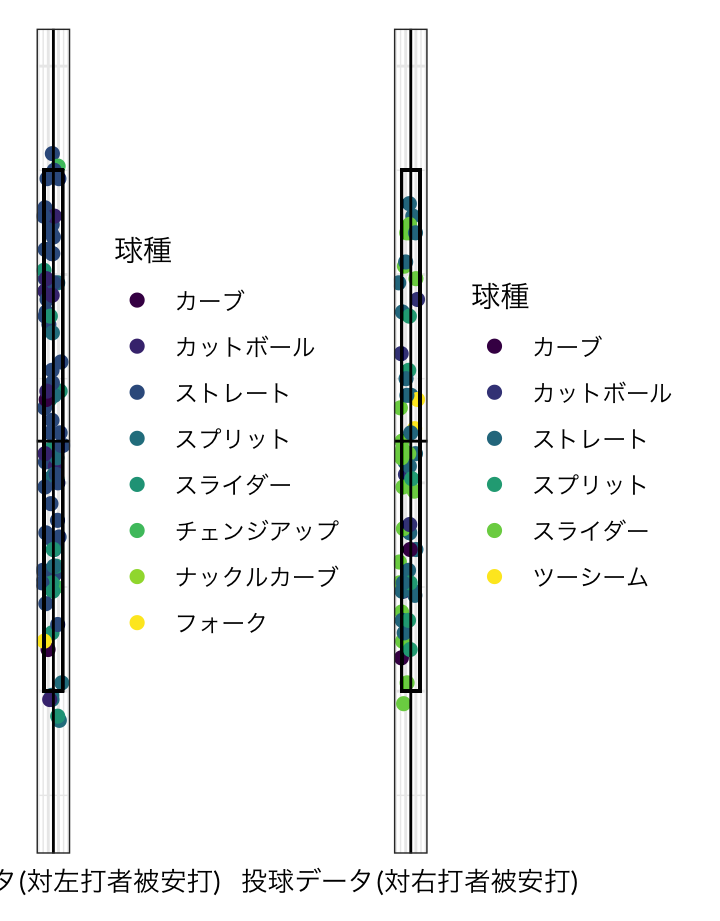 球種
カーブ
カットボール
ストレート
スプリット
スライダー
チェンジアップ
ナックルカーブ
フォーク
タ(対左打者被安打)
球種
カーブ
カットボール
ストレート
スプリット
スライダー
ツーシーム
投球データ(対右打者被安打)